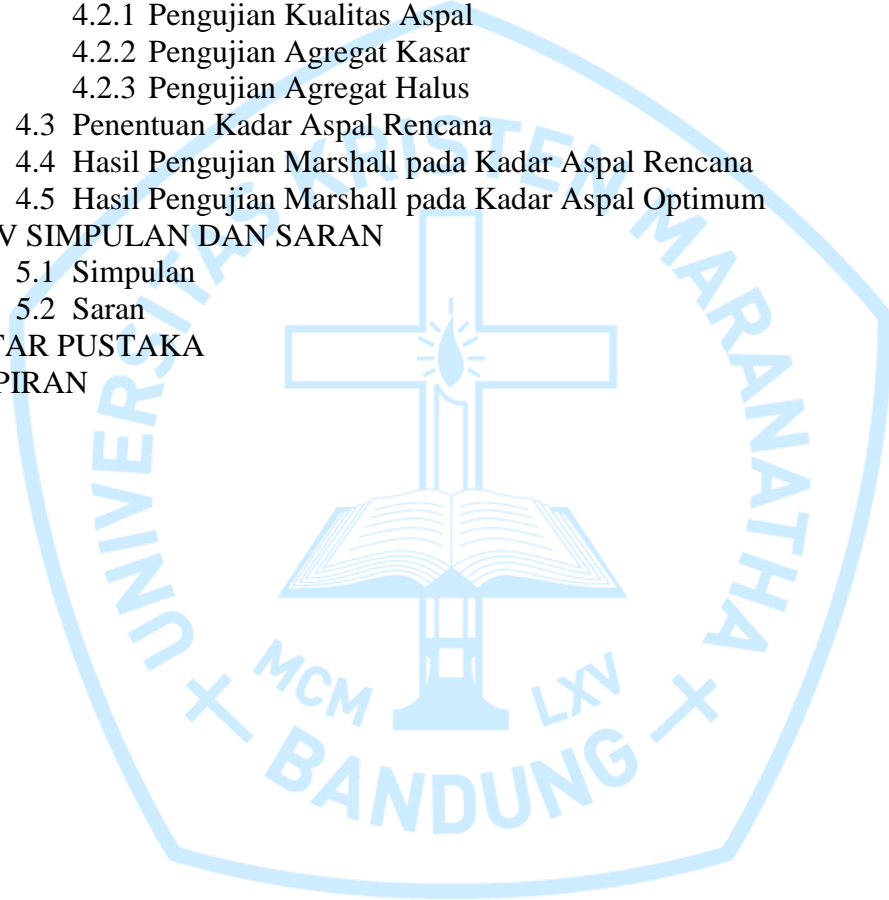 4.2.1 Pengujian Kualitas Aspal
4.2.2 Pengujian Agregat Kasar
4.2.3 Pengujian Agregat Halus
4.3 Penentuan Kadar Aspal Rencana
4.4 Hasil Pengujian Marshall pada Kadar Aspal Rencana
4.5 Hasil Pengujian Marshall pada Kadar Aspal Optimum
V SIMPULAN DAN SARAN
5.1 Simpulan
5.2 Saran
TAR PUSTAKA
PIRAN
UNIVERSITAS KRISTEN MARANATHA
MCM LXV
BANDUNG